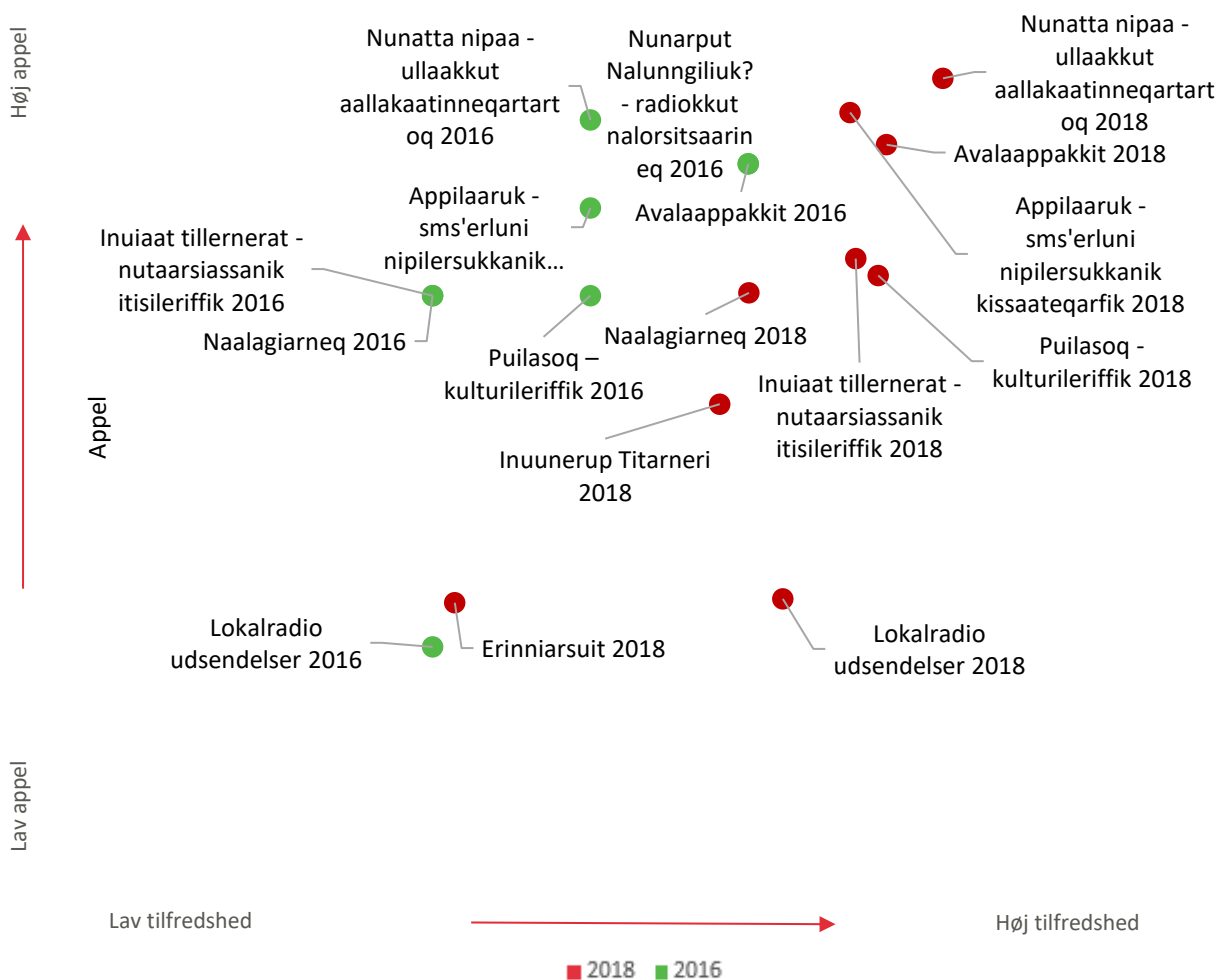 Høj appel
Nunatta nipaa -
ullaakkut
aallakaatinneqartart
oq 2016
Nunarput
Nalunngiliuk?
- radiokkut
nalorsitsaarin
eq 2016
Nunatta nipaa -
ullaakkut
aallakaatinneqartart
oq 2018
Avalaappakkit 2018
Appilaaruk -
sms'erluni
nipilersukkanik...
Avalaappakkit 2016
Appilaaruk -
sms'erluni
nipilersukkanik
kissaateqarfik 2018
Inuiaat tillernerat -
nutaarsiassanik
itisileriffik 2016
Naalagiarneq 2016
Puilasoq –
kulturileriffik 2016
Naalagiarneq 2018
Puilasoq -
kulturileriffik 2018
Inuiaat tillernerat -
nutaarsiassanik
itisileriffik 2018
Appel
Inuunerup Titarneri
2018
Lokalradio
udsendelser 2016
Erinniarsuit 2018
Lokalradio
udsendelser 2018
Lav appel
Lav tilfredshed
Høj tilfredshed
2018
2016